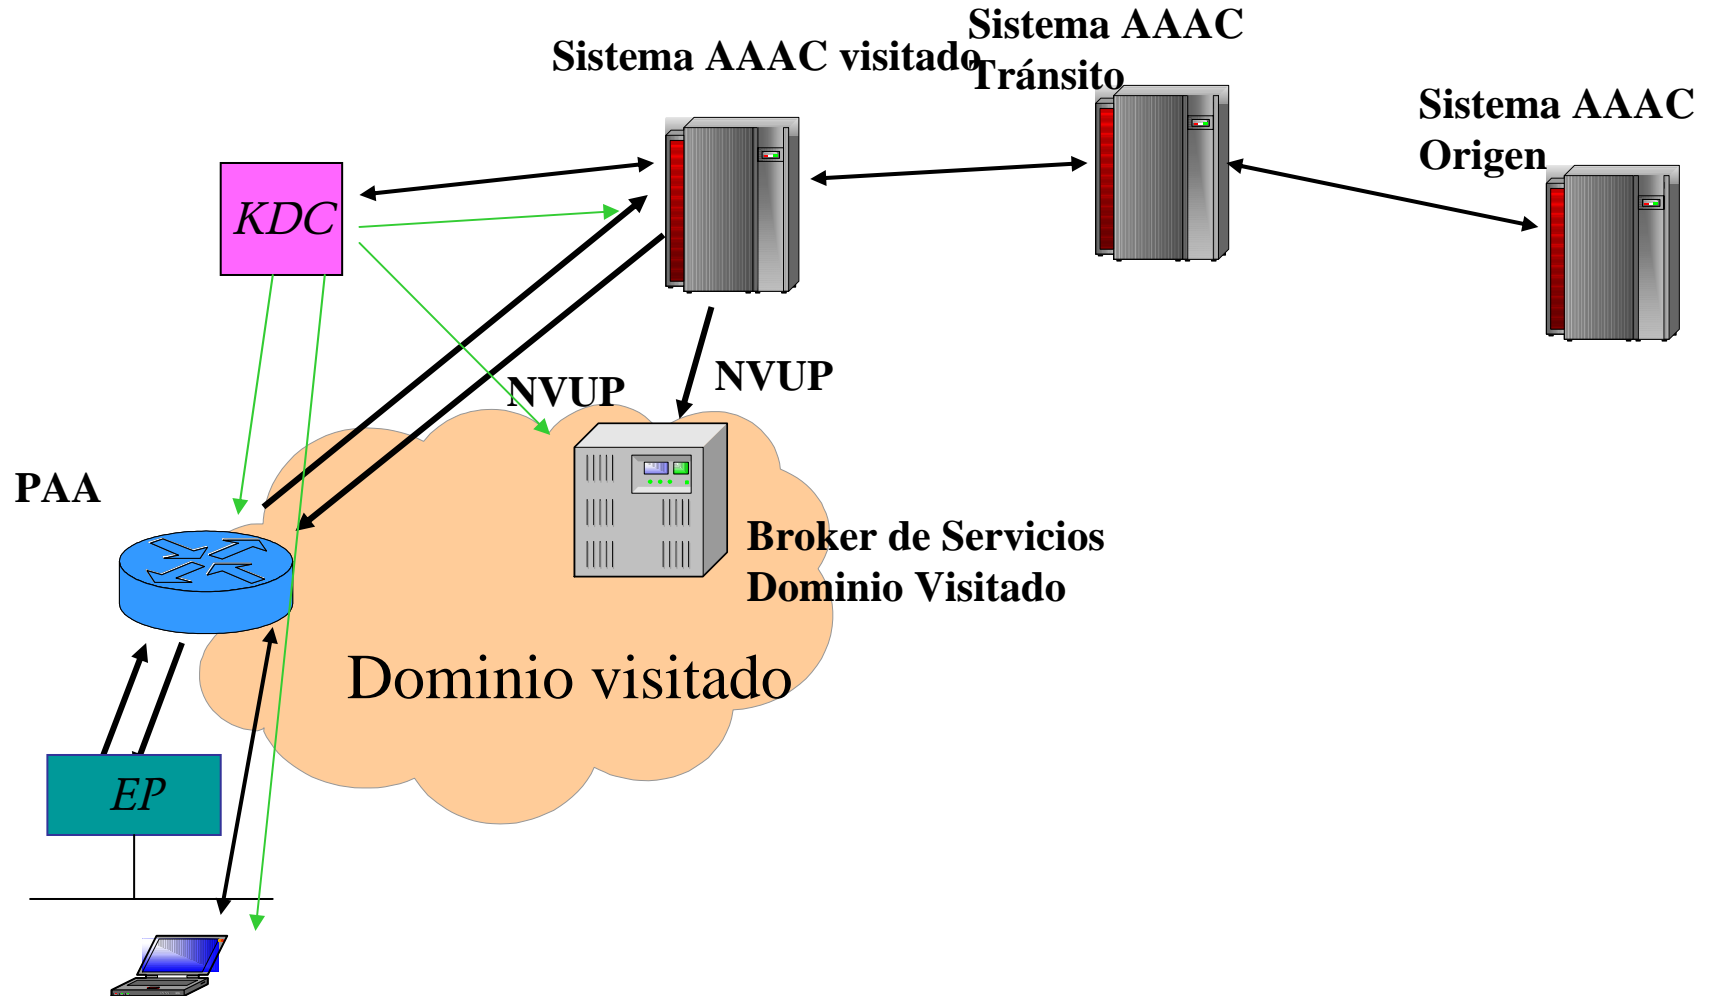 Sistema AAAC
Tránsito
Sistema AAAC visitado
Sistema AAAC
Origen
KDC
NVUP
NVUP
PAA
Broker de Servicios
Dominio Visitado
Dominio visitado
EP